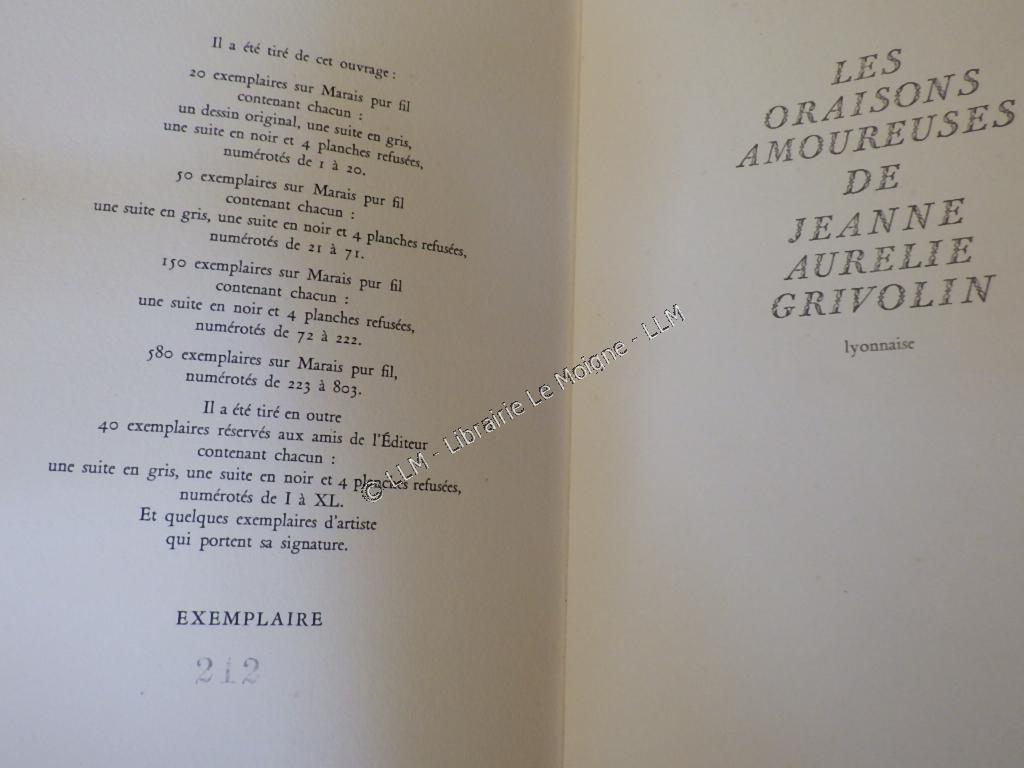 Il a été tiré de cet ouvrage :
20 exemplaires sur Marais pur fil
contenant chacun :
un dessin original, une suite en gris,
une suite en noir et 4 planches refusées,
numérotés de 1 à 20.
50 exemplaires sur Marais pur fil
contenant chacun :
une suite en gris, une suite en noir et 4 planches refusées,
numérotés de 21 à 71.
150 exemplaires sur Marais pur fil
contenant chacun :
une suite en noir et 4 planches refusées,
numérotés de 72 à 222.
580 exemplaires sur Marais pur fil,
numérotés de 223 à 803.
Il a été tiré en outre
40 exemplaires réservés aux amis de l'Éditeur
contenant chacun :
une suite en gris, une suite en noir et 4 planches refusées,
numérotés de I à XL.
Et quelques exemplaires d'artiste
qui portent sa signature.
EXEMPLAIRE
212
LES
ORAISONS
AMOUREUSES
DE
JEANNE
AURELIE
GRIVOLIN
lyonnaise
© LLM - Librairie Le Moigne - LLM